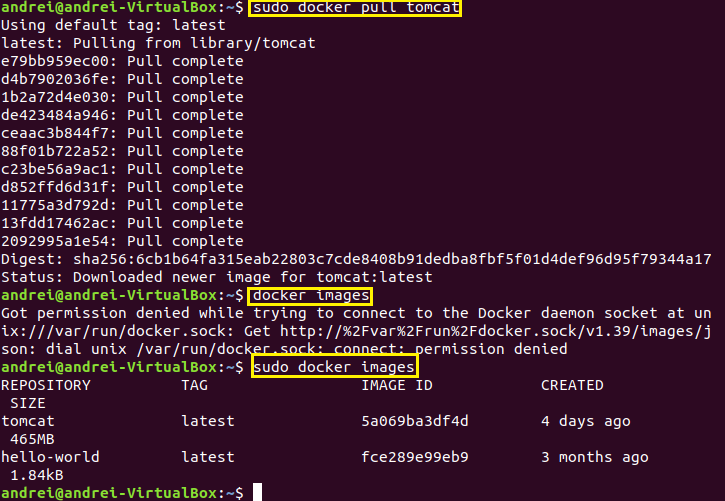 andrei@andrei-VirtualBox:~$ sudo docker pull tomcat
Using default tag: latest
latest: Pulling from library/tomcat
e79bb959ec00: Pull complete
d4b7902036fe: Pull complete
1b2a72d4e030: Pull complete
de423484a946: Pull complete
ceaac3b844f7: Pull complete
88f01b722a52: Pull complete
c23be56a9ac1: Pull complete
d852ffd6d31f: Pull complete
11775a3d792d: Pull complete
13fdd17462ac: Pull complete
2092995a1e54: Pull complete
Digest: sha256:6cb1b64fa315eab22803c7cde8408b91dedba8fbf5f01d4def96d95f79344a17
Status: Downloaded newer image for tomcat:latest
andrei@andrei-VirtualBox:~$ docker images
Got permission denied while trying to connect to the Docker daemon socket at un
ix:///var/run/docker.sock: Get http://%2Fvar%2Frun%2Fdocker.sock/v1.39/images/j
son: dial unix /var/run/docker.sock: connect: permission denied
andrei@andrei-VirtualBox:~$ sudo docker images
REPOSITORY          TAG                 IMAGE ID            CREATED
 SIZE
tomcat              latest              5a069ba3df4d        4 days ago
 465MB
hello-world         latest              fce289e99eb9        3 months ago
 1.84kB
andrei@andrei-VirtualBox:~$